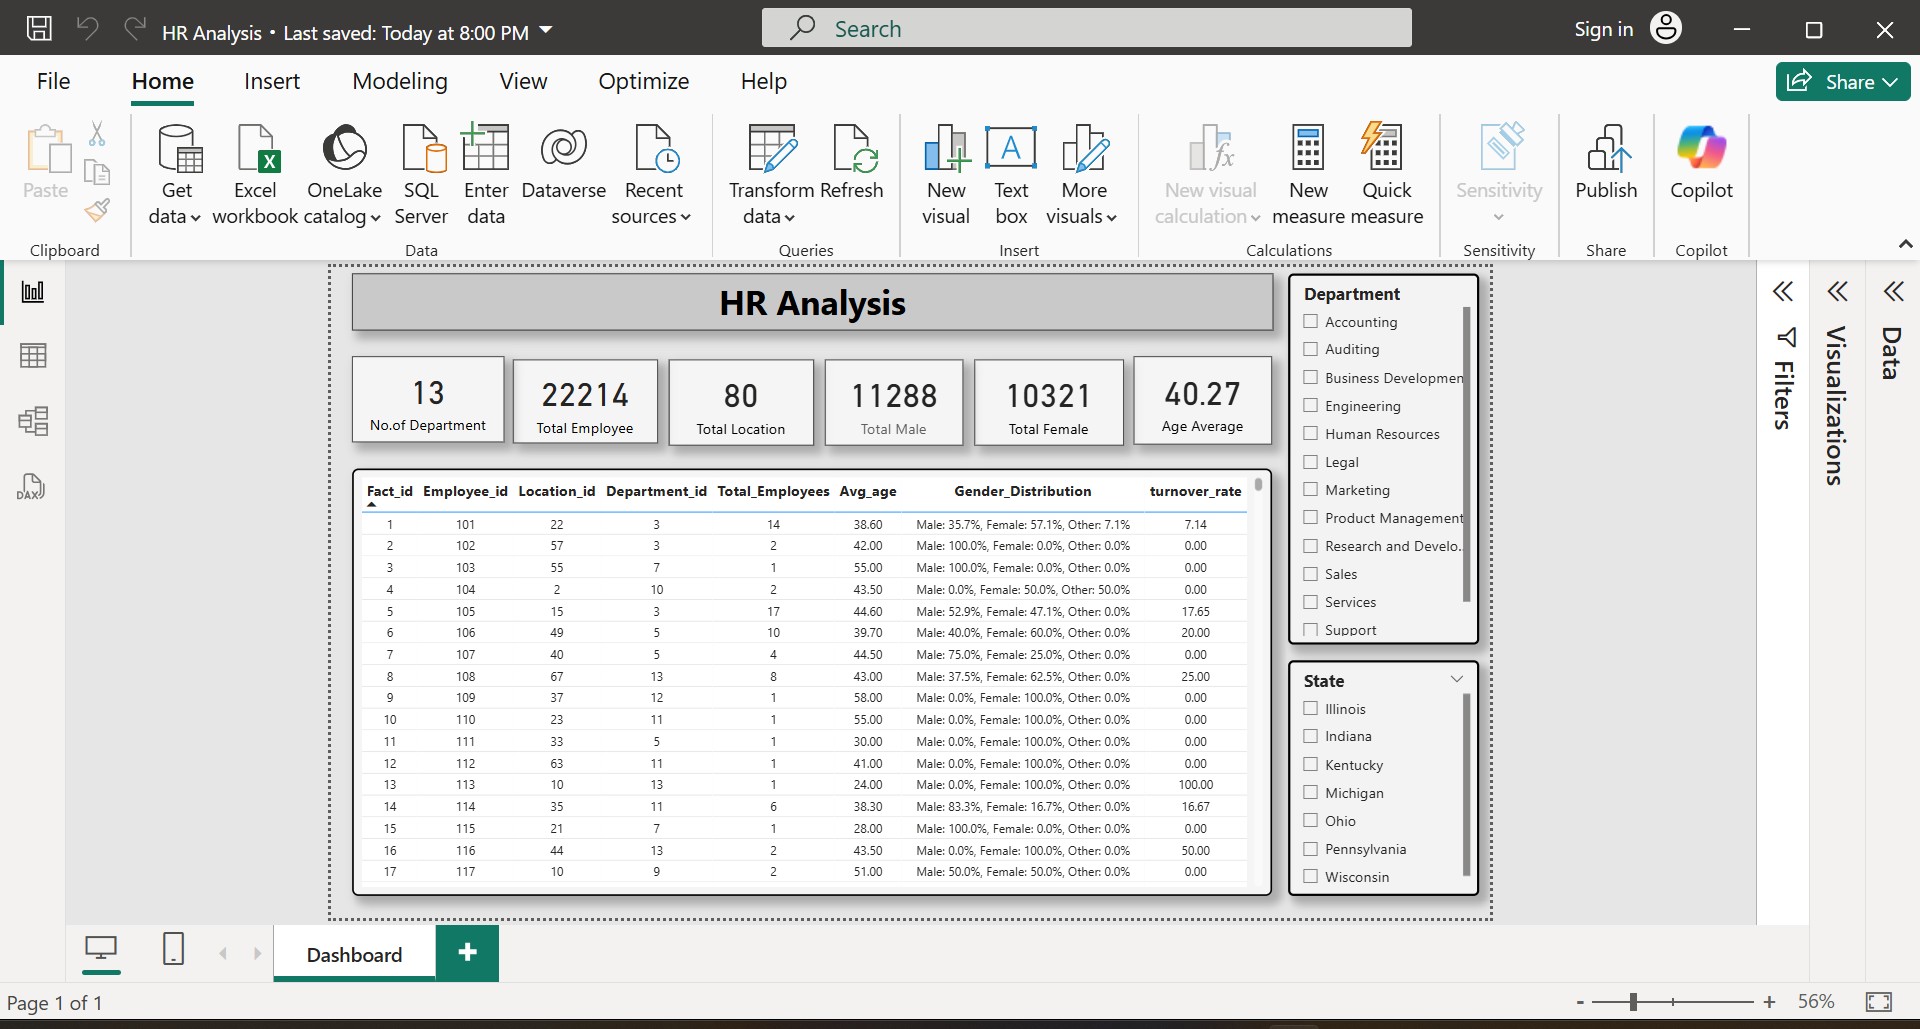 HR Analysis • Last saved: Today at 8:00 PM
Search
Sign in
File Home Insert Modeling View Optimize Help
Share
Paste
Get data
Excel workbook
OneLake catalog
SQL Server
Enter data
Dataverse
Recent sources
Transform data
Refresh
New visual
Text box
More visuals
New visual calculation
New measure
Quick measure
Sensitivity
Publish
Copilot
Clipboard Data Queries Insert Calculations Sensitivity Share Copilot
HR Analysis
13
No.of Department
22214
Total Employee
80
Total Location
11288
Total Male
10321
Total Female
40.27
Age Average
Fact_id Employee_id Location_id Department_id Total_Employees Avg_age Gender_Distribution turnover_rate
1 101 22 3 14 38.60 Male: 35.7%, Female: 57.1%, Other: 7.1% 7.14
2 102 57 3 2 42.00 Male: 100.0%, Female: 0.0%, Other: 0.0% 0.00
3 103 55 7 1 55.00 Male: 100.0%, Female: 0.0%, Other: 0.0% 0.00
4 104 2 10 2 43.50 Male: 0.0%, Female: 50.0%, Other: 50.0% 0.00
5 105 15 3 17 44.60 Male: 52.9%, Female: 47.1%, Other: 0.0% 17.65
6 106 49 5 10 39.70 Male: 40.0%, Female: 60.0%, Other: 0.0% 20.00
7 107 40 5 4 44.50 Male: 75.0%, Female: 25.0%, Other: 0.0% 0.00
8 108 67 13 8 43.00 Male: 37.5%, Female: 62.5%, Other: 0.0% 25.00
9 109 37 12 1 58.00 Male: 0.0%, Female: 100.0%, Other: 0.0% 0.00
10 110 23 11 1 55.00 Male: 0.0%, Female: 100.0%, Other: 0.0% 0.00
11 111 33 5 1 30.00 Male: 0.0%, Female: 100.0%, Other: 0.0% 0.00
12 112 63 11 1 41.00 Male: 0.0%, Female: 100.0%, Other: 0.0% 0.00
13 113 10 13 1 24.00 Male: 0.0%, Female: 100.0%, Other: 0.0% 100.00
14 114 35 11 6 38.30 Male: 83.3%, Female: 16.7%, Other: 0.0% 16.67
15 115 21 7 1 28.00 Male: 100.0%, Female: 0.0%, Other: 0.0% 0.00
16 116 44 13 2 43.50 Male: 0.0%, Female: 100.0%, Other: 0.0% 50.00
17 117 10 9 2 51.00 Male: 50.0%, Female: 50.0%, Other: 0.0% 0.00
Department
Accounting
Auditing
Business Developmen
Engineering
Human Resources
Legal
Marketing
Product Management
Research and Develo..
Sales
Services
Support
State
Illinois
Indiana
Kentucky
Michigan
Ohio
Pennsylvania
Wisconsin
Filters
Visualizations
Data
DAX
Dashboard
Page 1 of 1
56%